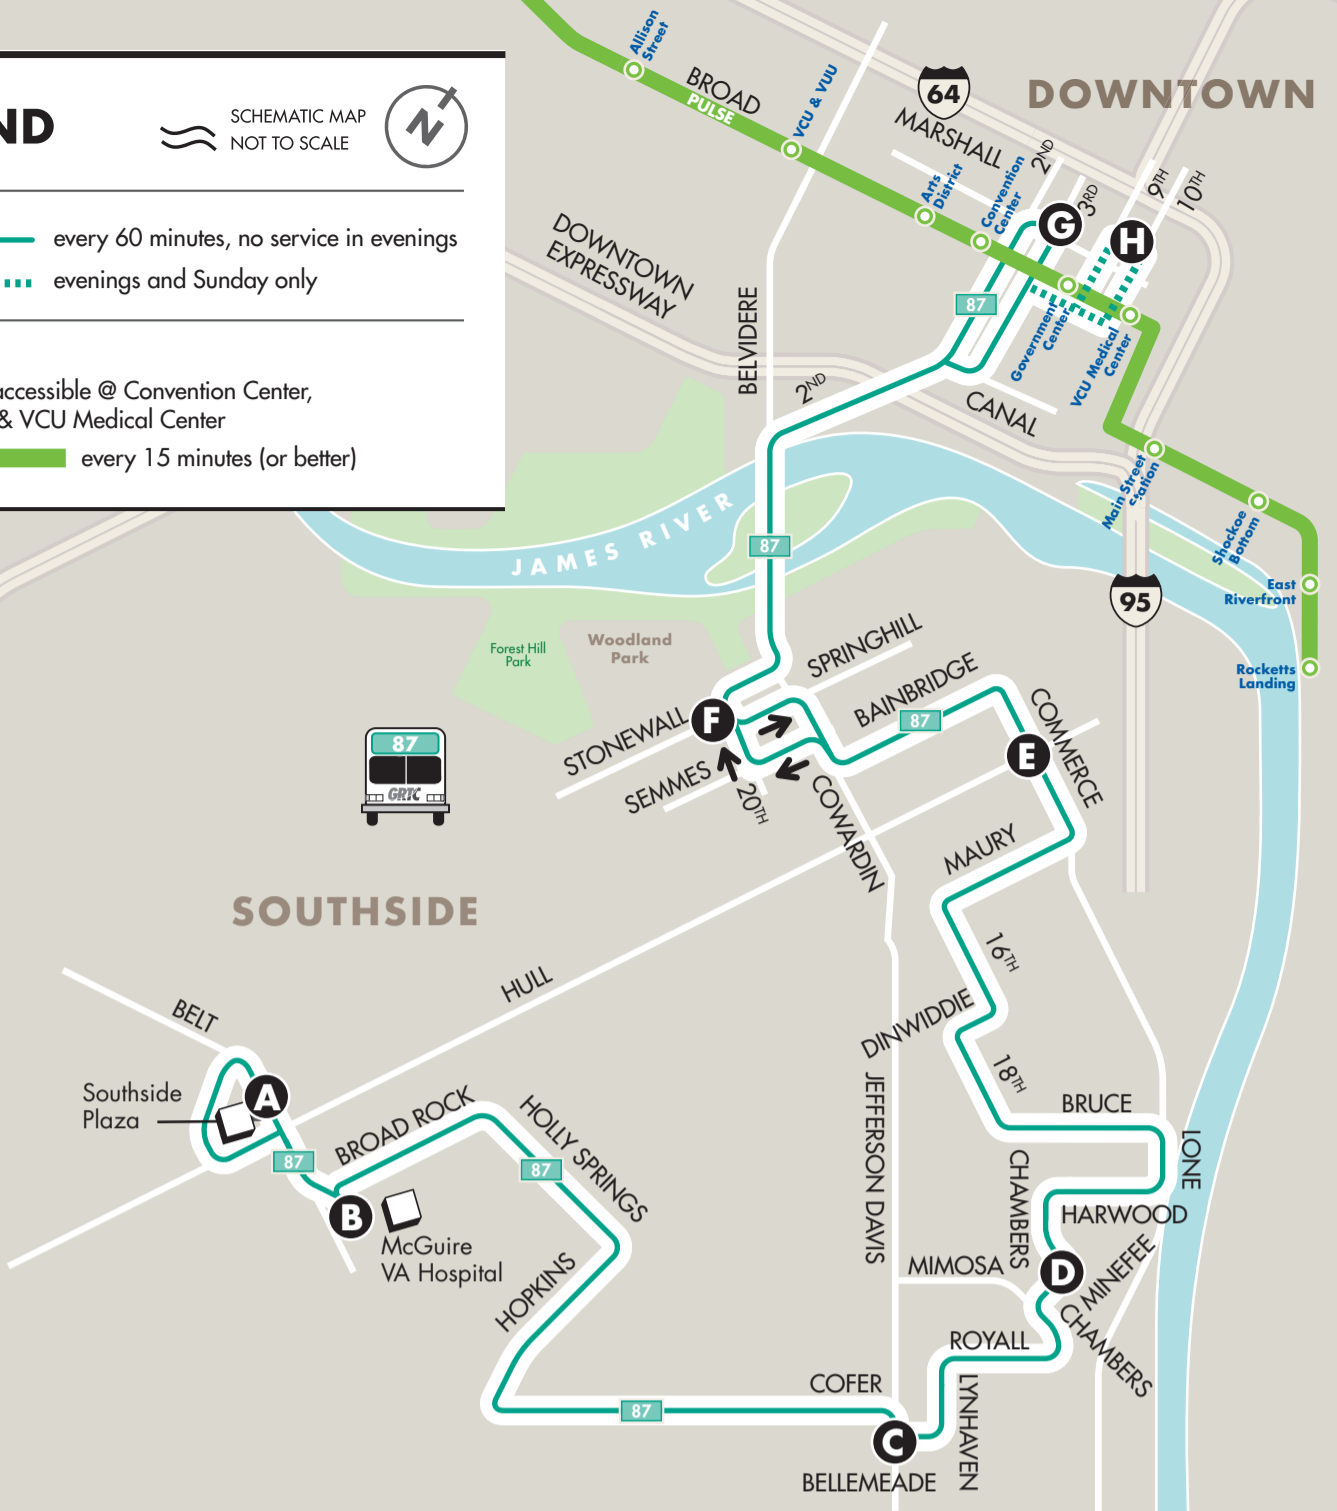 ND
SCHEMATIC MAP
NOT TO SCALE
N
every 60 minutes, no service in evenings
evenings and Sunday only
accessible @ Convention Center,
& VCU Medical Center
every 15 minutes (or better)
Allison
Street
BROAD
PULSE
VCU & VUU
64
DOWNTOWN
MARSHALL
2ND
3RD
9TH
10TH
Arts
District
Convention
Center
G
H
DOWNTOWN
EXPRESSWAY
87
Government
Center
VCU Medical
Center
BELVIDERE
2ND
CANAL
Main Street
Station
Shockoe
Bottom
JAMES RIVER
87
95
East
Riverfront
Rocketts
Landing
Forest Hill
Park
Woodland
Park
SPRINGHILL
BAINBRIDGE
87
COMMERCE
STONEWALL
F
E
SEMMES
20TH
COWARDIN
87
GRTC
MAURY
SOUTHSIDE
16TH
HULL
BELT
DINWIDDIE
18TH
Southside
Plaza
A
87
BROAD ROCK
HOLLY SPRINGS
87
JEFFERSON DAVIS
BRUCE
LONE
CHAMBERS
HARWOOD
B
McGuire
VA Hospital
HOPKINS
MIMOSA
D
MINEFEE
CHAMBERS
ROYALL
COFER
87
LYNHAVEN
C
BELLEMEADE